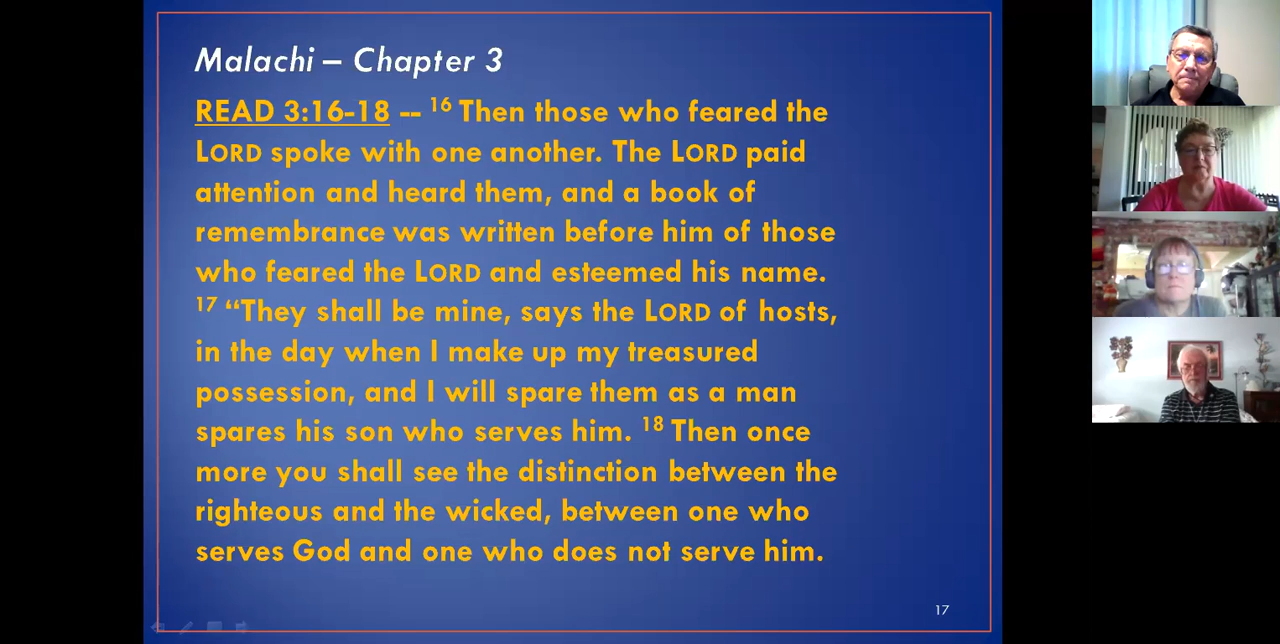 Malachi – Chapter 3
READ 3:16-18 -- 16 Then those who feared the
LORD spoke with one another. The LORD paid
attention and heard them, and a book of
remembrance was written before him of those
who feared the LORD and esteemed his name.
17 “They shall be mine, says the LORD of hosts,
in the day when I make up my treasured
possession, and I will spare them as a man
spares his son who serves him. 18 Then once
more you shall see the distinction between the
righteous and the wicked, between one who
serves God and one who does not serve him.
17